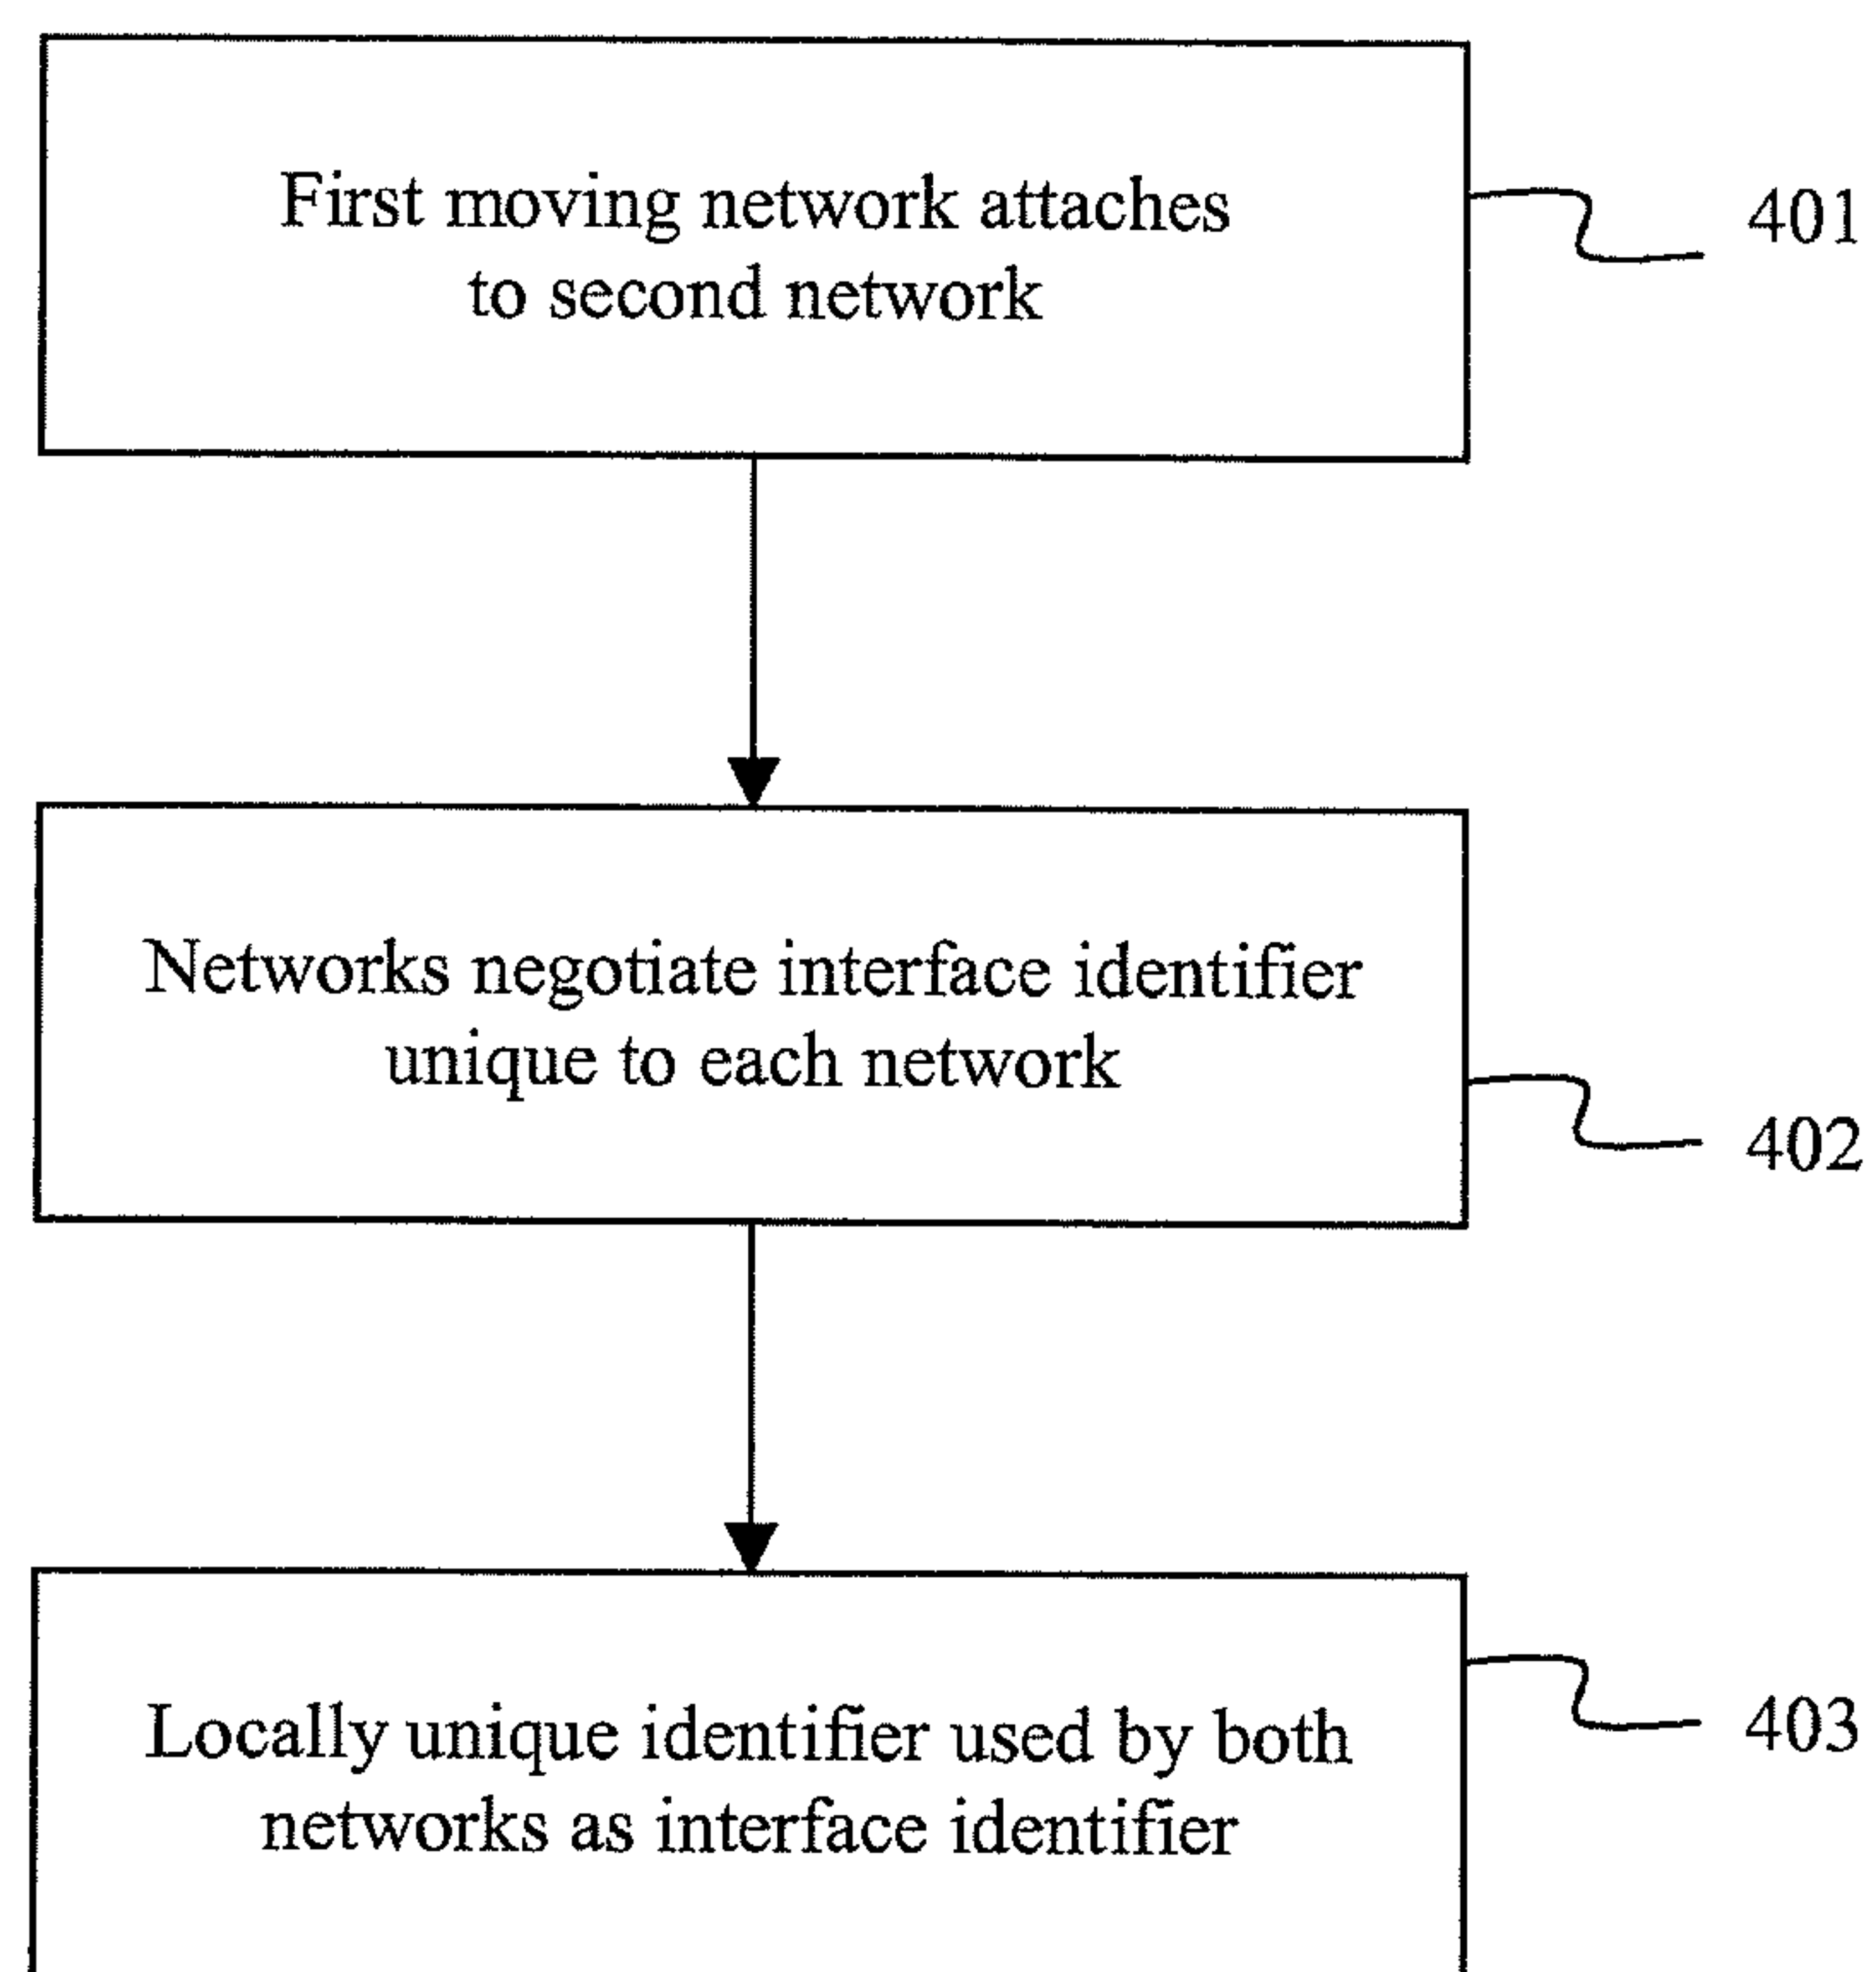 First moving network attaches
to second network
401
Networks negotiate interface identifier
unique to each network
402
Locally unique identifier used by both
networks as interface identifier
403